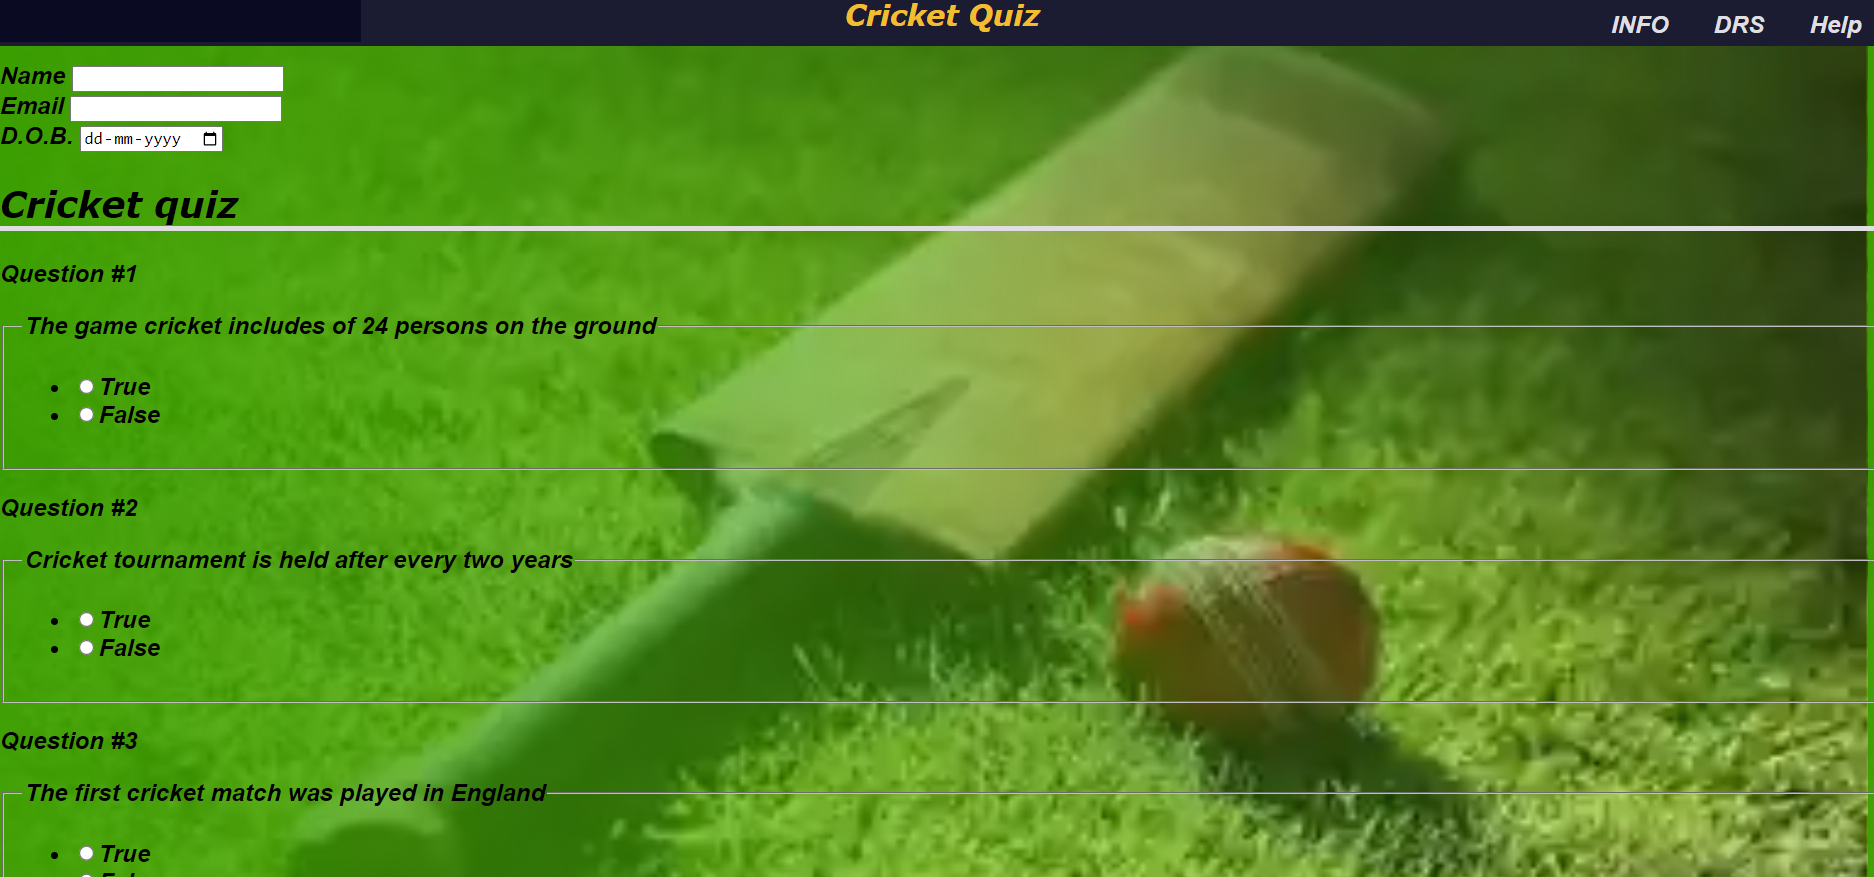 Cricket Quiz
INFO DRS Help
Name
Email
D.O.B. dd-mm-yyyy
Cricket quiz
Question #1
The game cricket includes of 24 persons on the ground
True
False
Question #2
Cricket tournament is held after every two years
True
False
Question #3
The first cricket match was played in England
True